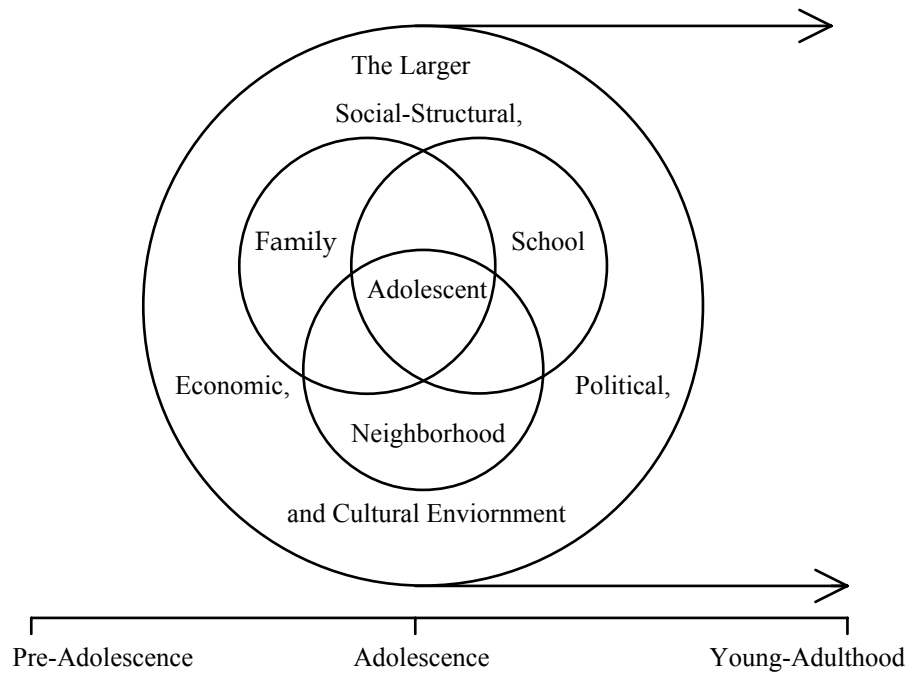 The Larger
Social-Structural,
Family
School
Adolescent
Economic,
Political,
Neighborhood
and Cultural Enviornment
Pre-Adolescence
Adolescence
Young-Adulthood